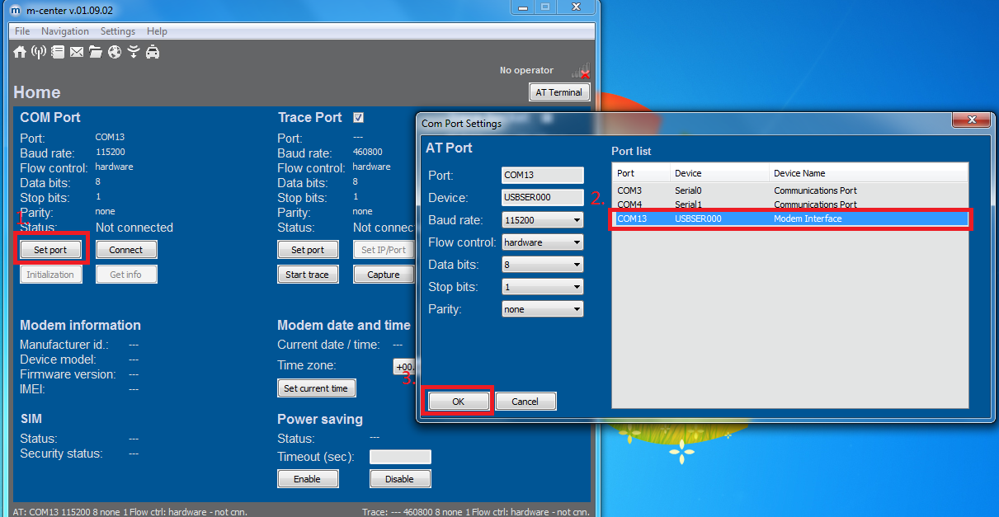 m-center v.01.09.02
File Navigation Settings Help
No operator
Home
AT Terminal
COM Port
Port: COM13
Baud rate: 115200
Flow control: hardware
Data bits: 8
Stop bits: 1
Parity: none
1.
Status: Not connected
Set port Connect
Initialization Get info
Trace Port
Port: ---
Baud rate: 460800
Flow control: hardware
Data bits: 8
Stop bits: 1
Parity: none
Status: Not connec
Set port Set IP/Port
Start trace Capture
Modem information
Manufacturer id.: ---
Device model: ---
Firmware version: ---
IMEI: ---
Modem date and time
Current date / time: ---
Time zone: +00.
Set current time
SIM
Status: ---
Security status: ---
Power saving
Status: ---
Timeout (sec):
Enable Disable
AT: COM13 115200 8 none 1 Flow ctrl: hardware - not cnn.
Trace: --- 460800 8 none 1 Flow ctrl: hardware - not cnn.
Com Port Settings
AT Port
Port: COM13
Device: USBSER000
Baud rate: 115200
Flow control: hardware
Data bits: 8
Stop bits: 1
Parity: none
3.
OK Cancel
Port list
Port Device Device Name
COM3 Serial0 Communications Port
COM4 Serial1 Communications Port
2.
COM13 USBSER000 Modem Interface